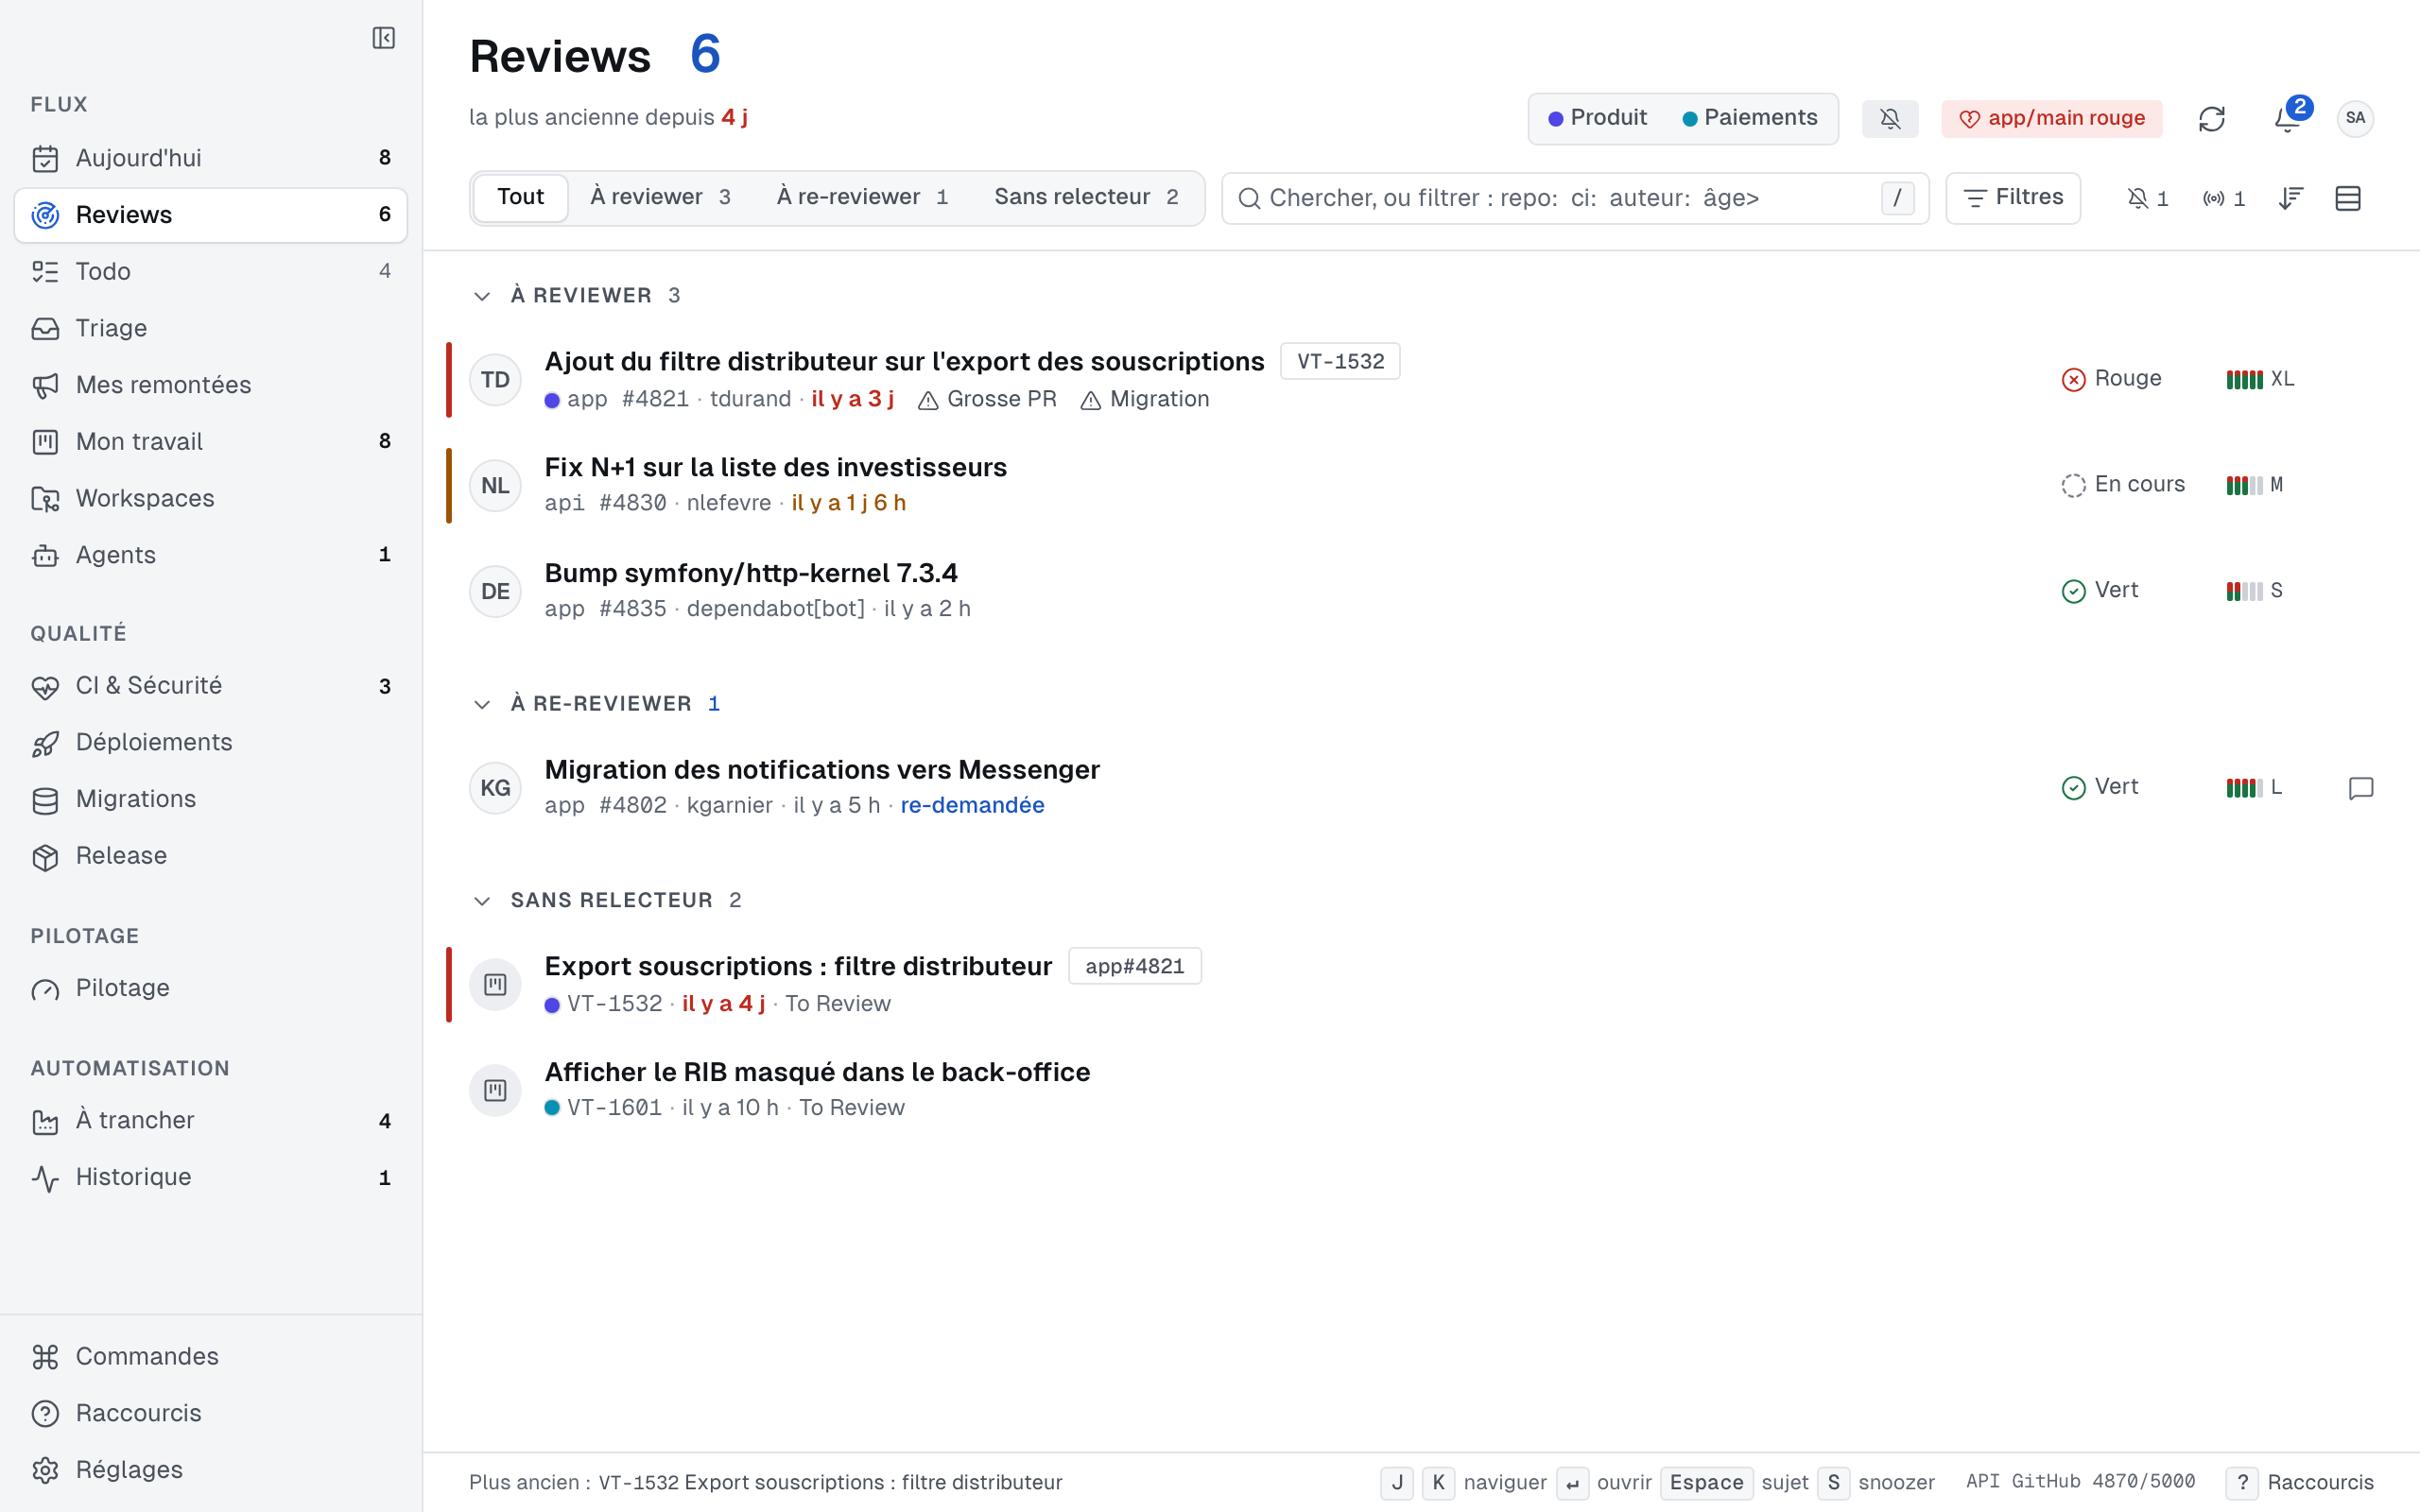 FLUX
Aujourd'hui 8
Reviews 6
Todo 4
Triage
Mes remontées
Mon travail 8
Workspaces
Agents 1
QUALITÉ
CI & Sécurité 3
Déploiements
Migrations
Release
PILOTAGE
Pilotage
AUTOMATISATION
À trancher 4
Historique 1
Commandes
Raccourcis
Réglages
Reviews 6
la plus ancienne depuis 4 j
Produit Paiements app/main rouge 2 SA
Tout À reviewer 3 À re-reviewer 1 Sans relecteur 2 Chercher, ou filtrer : repo: ci: auteur: âge> / Filtres 1 1
À REVIEWER 3
TD Ajout du filtre distributeur sur l'export des souscriptions VT-1532
app #4821 · tdurand · il y a 3 j Grosse PR Migration
Rouge XL
NL Fix N+1 sur la liste des investisseurs
api #4830 · nlefevre · il y a 1 j 6 h
En cours M
DE Bump symfony/http-kernel 7.3.4
app #4835 · dependabot[bot] · il y a 2 h
Vert S
À RE-REVIEWER 1
KG Migration des notifications vers Messenger
app #4802 · kgarnier · il y a 5 h · re-demandée
Vert L
SANS RELECTEUR 2
Export souscriptions : filtre distributeur app#4821
VT-1532 · il y a 4 j · To Review
Afficher le RIB masqué dans le back-office
VT-1601 · il y a 10 h · To Review
Plus ancien : VT-1532 Export souscriptions : filtre distributeur J K naviguer ↵ ouvrir Espace sujet S snoozer API GitHub 4870/5000 ? Raccourcis